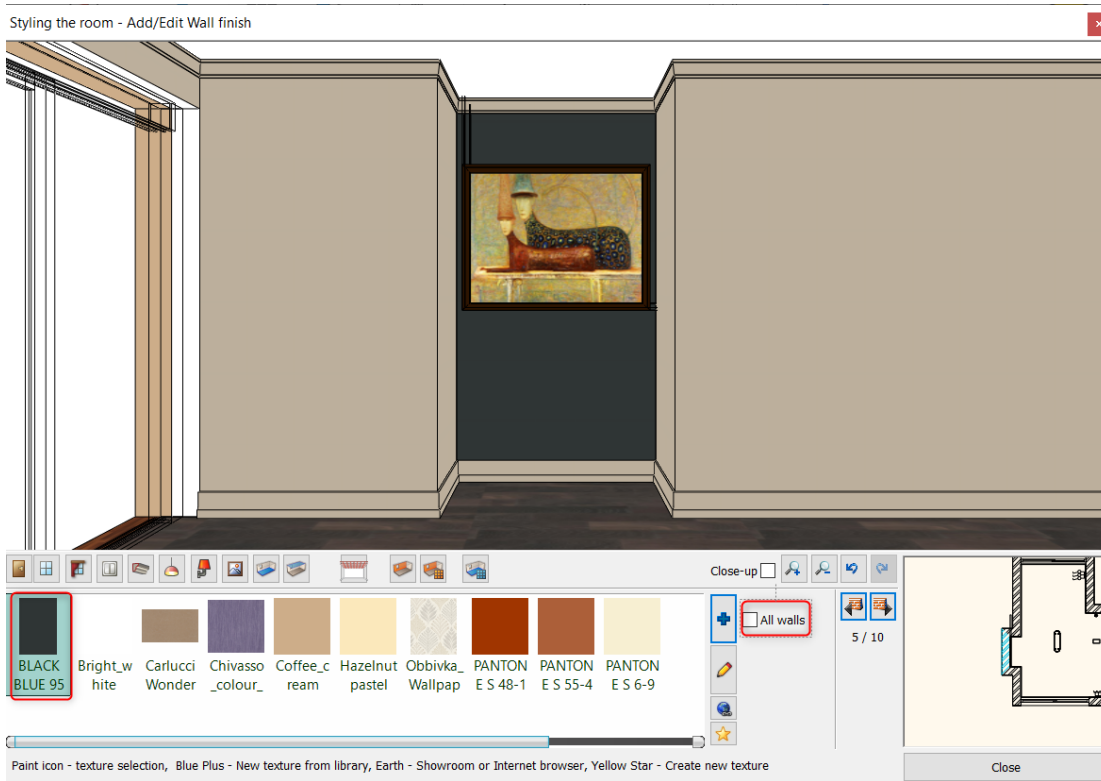 Styling the room - Add/Edit Wall finish
Close-up
All walls
5 / 10
BLACK
BLUE 95
Bright_w
hite
Carlucci
Wonder
Chivasso
_colour_
Coffee_c
ream
Hazelnut
pastel
Obbivka_
Wallpap
PANTON
E S 48-1
PANTON
E S 55-4
PANTON
E S 6-9
Paint icon - texture selection,  Blue Plus - New texture from library, Earth - Showroom or Internet browser, Yellow Star - Create new texture
Close